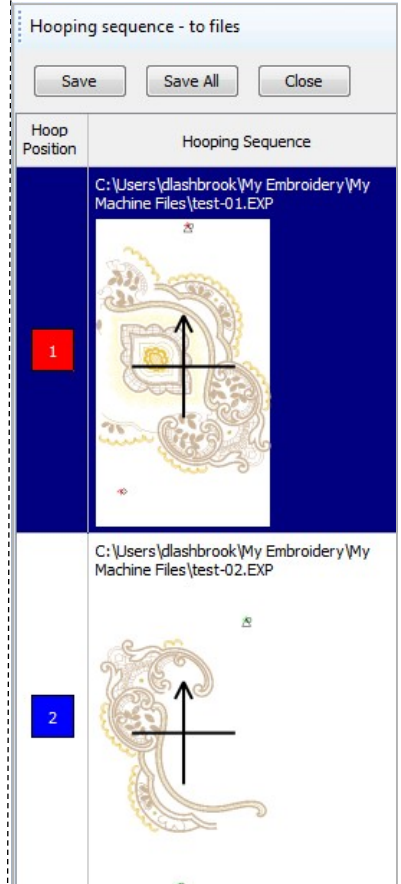 Hooping sequence - to files
Save Save All Close
Hoop
Position
Hooping Sequence
C:\Users\dlashbrook\My Embroidery\My
Machine Files\test-01.EXP
1
C:\Users\dlashbrook\My Embroidery\My
Machine Files\test-02.EXP
2